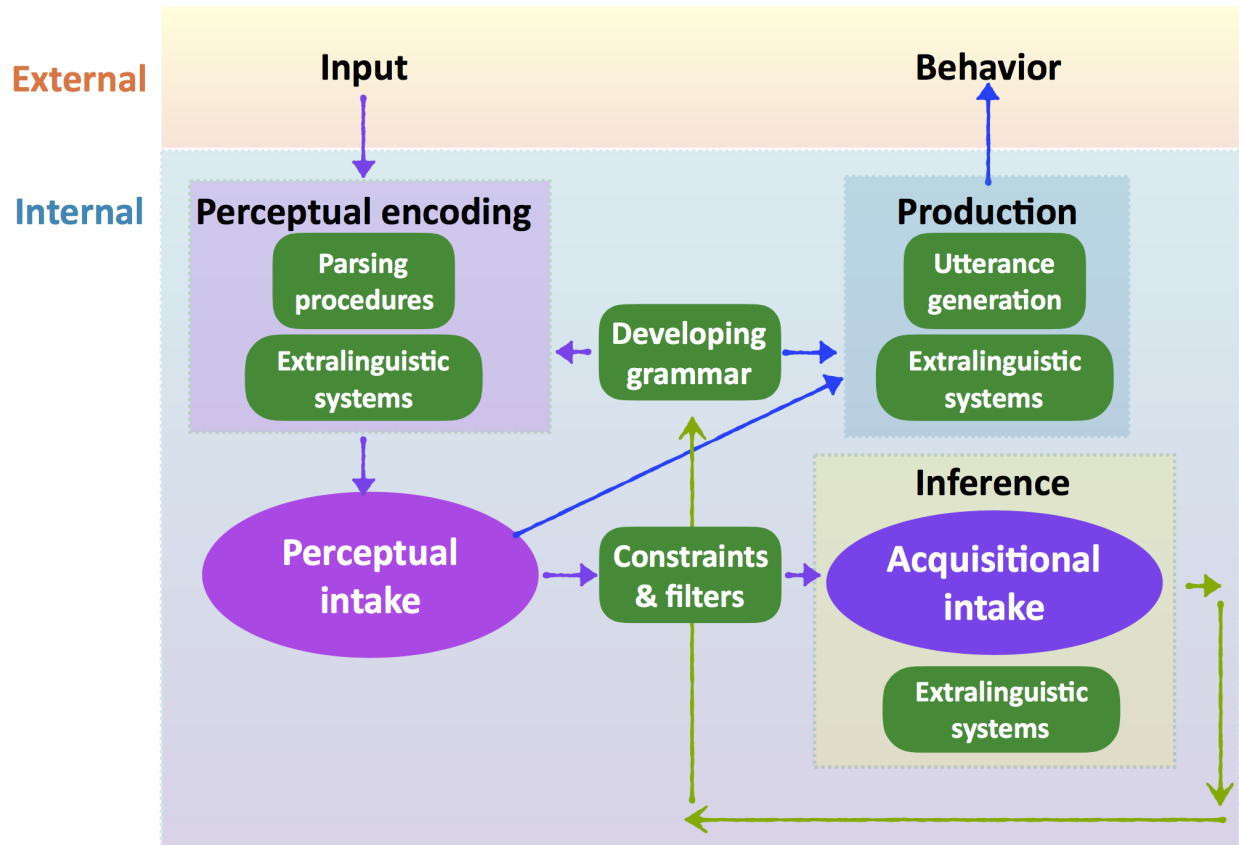 External
Input
Behavior
Internal
Perceptual encoding
Parsing
procedures
Extralinguistic
systems
Developing
grammar
Production
Utterance
generation
Extralinguistic
systems
Perceptual
intake
Constraints
& filters
Inference
Acquisitional
intake
Extralinguistic
systems